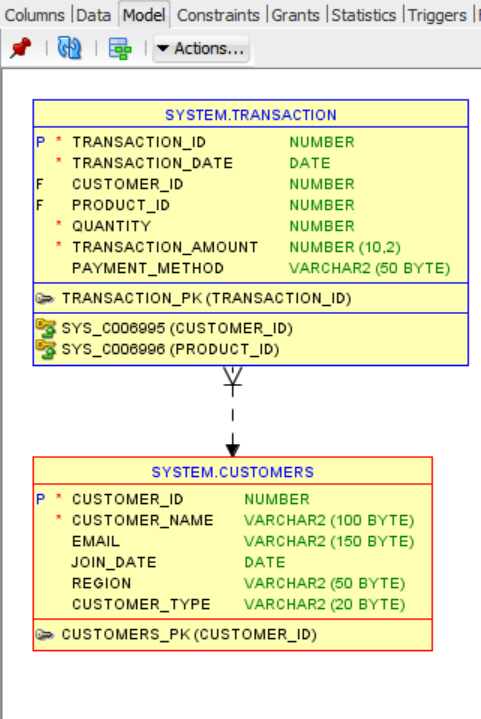 Columns | Data | Model | Constraints | Grants | Statistics | Triggers |
Actions...
SYSTEM.TRANSACTION
P * TRANSACTION_ID NUMBER
* TRANSACTION_DATE DATE
F CUSTOMER_ID NUMBER
F PRODUCT_ID NUMBER
* QUANTITY NUMBER
* TRANSACTION_AMOUNT NUMBER (10,2)
PAYMENT_METHOD VARCHAR2 (50 BYTE)
TRANSACTION_PK (TRANSACTION_ID)
SYS_C006995 (CUSTOMER_ID)
SYS_C006996 (PRODUCT_ID)
SYSTEM.CUSTOMERS
P * CUSTOMER_ID NUMBER
* CUSTOMER_NAME VARCHAR2 (100 BYTE)
EMAIL VARCHAR2 (150 BYTE)
JOIN_DATE DATE
REGION VARCHAR2 (50 BYTE)
CUSTOMER_TYPE VARCHAR2 (20 BYTE)
CUSTOMERS_PK (CUSTOMER_ID)